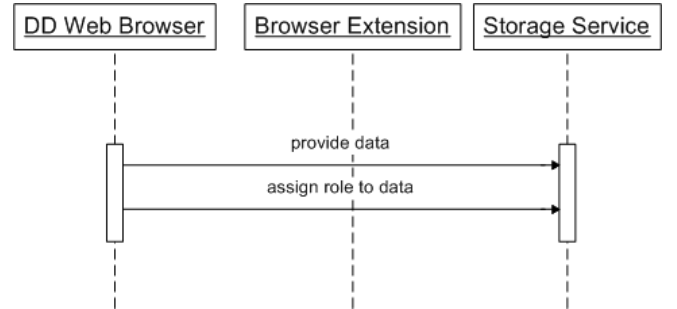 DD Web Browser
Browser Extension
Storage Service
provide data
assign role to data